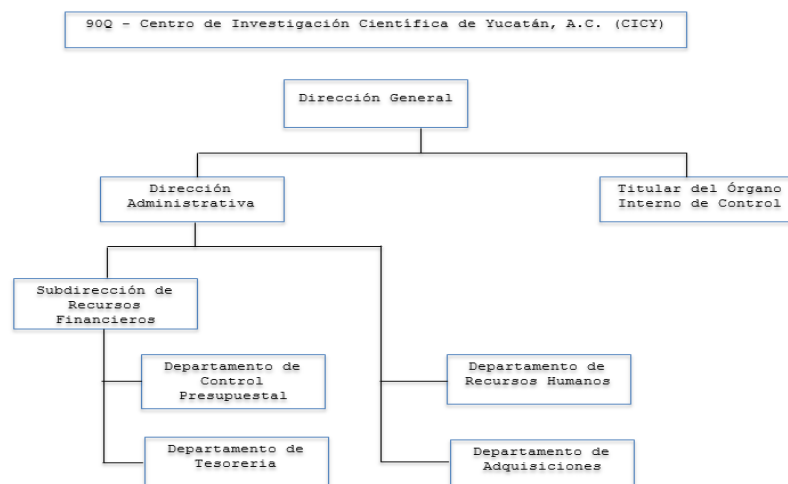 90Q – Centro de Investigación Científica de Yucatán, A.C. (CICY)
Dirección General
Dirección
Administrativa
Titular del Órgano
Interno de Control
Subdirección de
Recursos
Financieros
Departamento de
Control
Presupuestal
Departamento de
Recursos Humanos
Departamento de
Tesoreria
Departamento de
Adquisiciones